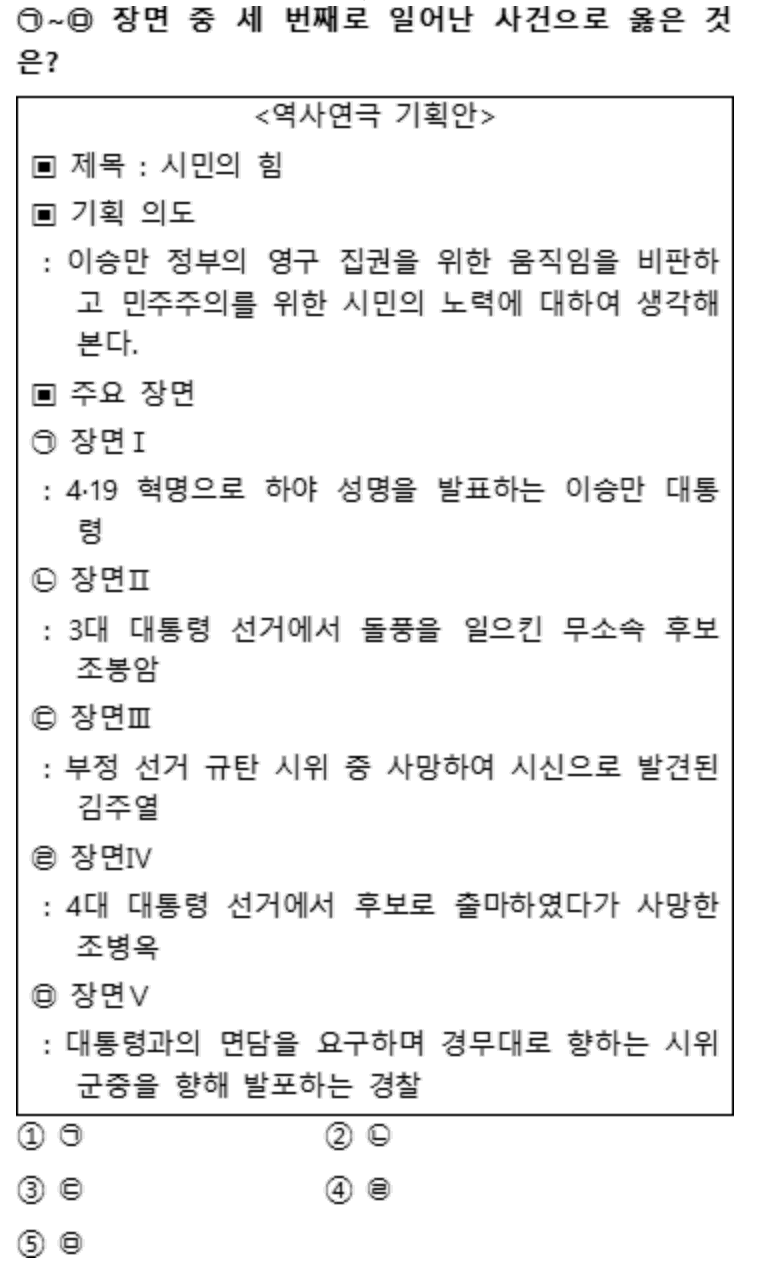 ㉠~㉤ 장면 중 세 번째로 일어난 사건으로 옳은 것
은?
<역사연극 기획안>
▣ 제목 : 시민의 힘
▣ 기획 의도
: 이승만 정부의 영구 집권을 위한 움직임을 비판하
고 민주주의를 위한 시민의 노력에 대하여 생각해
본다.
▣ 주요 장면
㉠ 장면Ⅰ
: 4·19 혁명으로 하야 성명을 발표하는 이승만 대통
령
㉡ 장면Ⅱ
: 3대 대통령 선거에서 돌풍을 일으킨 무소속 후보
조봉암
㉢ 장면Ⅲ
: 부정 선거 규탄 시위 중 사망하여 시신으로 발견된
김주열
㉣ 장면Ⅳ
: 4대 대통령 선거에서 후보로 출마하였다가 사망한
조병옥
㉤ 장면Ⅴ
: 대통령과의 면담을 요구하며 경무대로 향하는 시위
군중을 향해 발포하는 경찰
① ㉠ ② ㉡
③ ㉢ ④ ㉣
⑤ ㉤